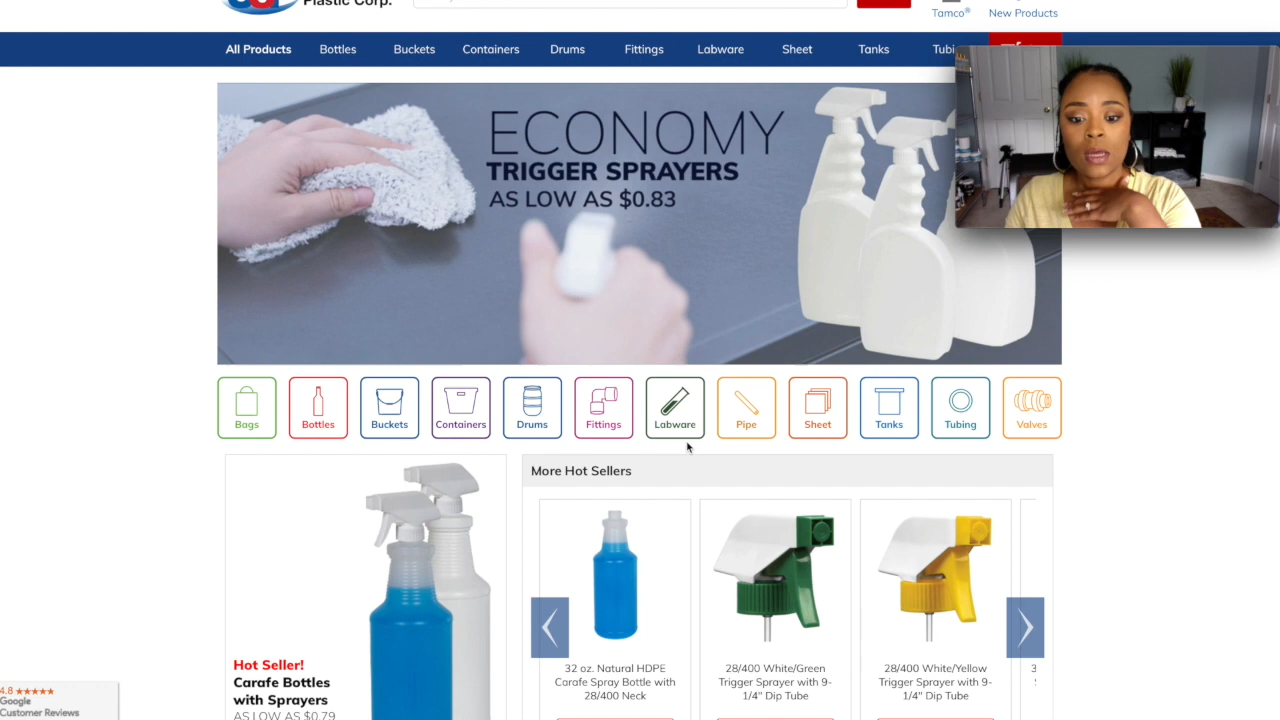 Plastic Corp.
Tamco®
New Products
All Products
Bottles
Buckets
Containers
Drums
Fittings
Labware
Sheet
Tanks
ECONOMY
TRIGGER SPRAYERS
AS LOW AS $0.83
Bags
Bottles
Buckets
Containers
Drums
Fittings
Labware
Pipe
Sheet
Tanks
Tubing
Valves
More Hot Sellers
32 oz. Natural HDPE
Carafe Spray Bottle with
28/400 Neck
28/400 White/Green
Trigger Sprayer with 9-
1/4" Dip Tube
28/400 White/Yellow
Trigger Sprayer with 9-
1/4" Dip Tube
Hot Seller!
Carafe Bottles
with Sprayers
AS LOW AS $0.79
4.8 ★★★★★
Google
Customer Reviews